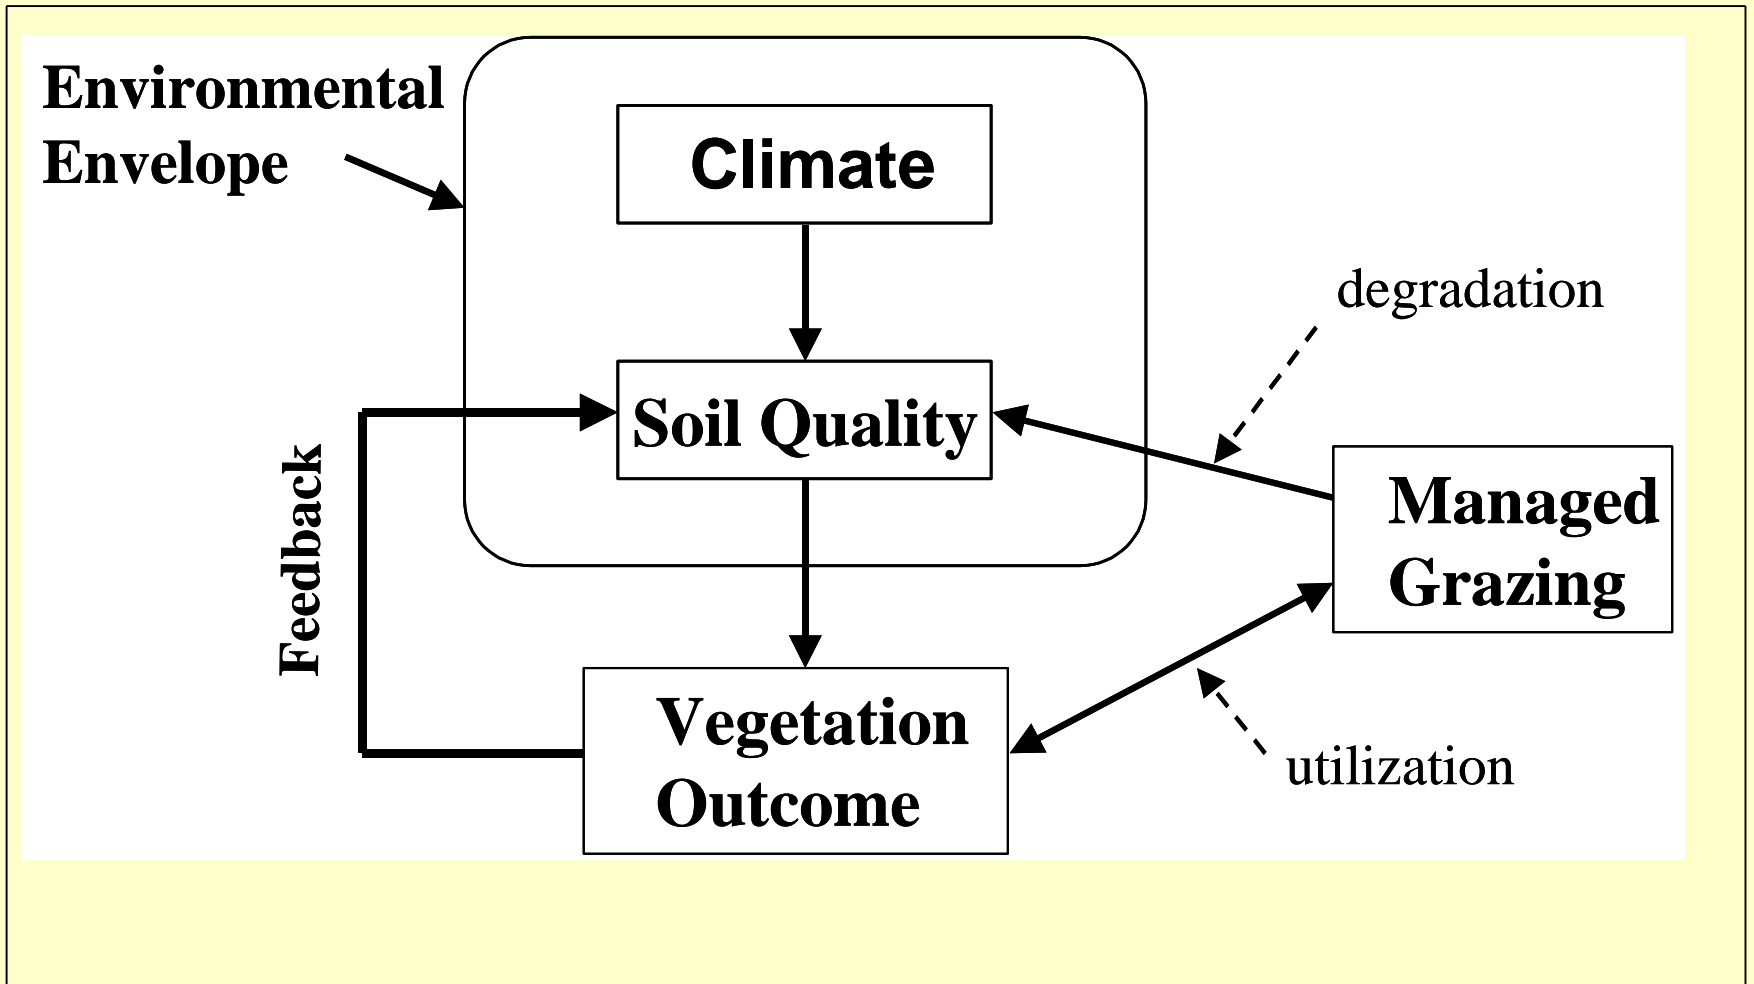 Environmental
Envelope
Climate
degradation
Soil Quality
Managed
Grazing
Feedback
Vegetation
Outcome
utilization